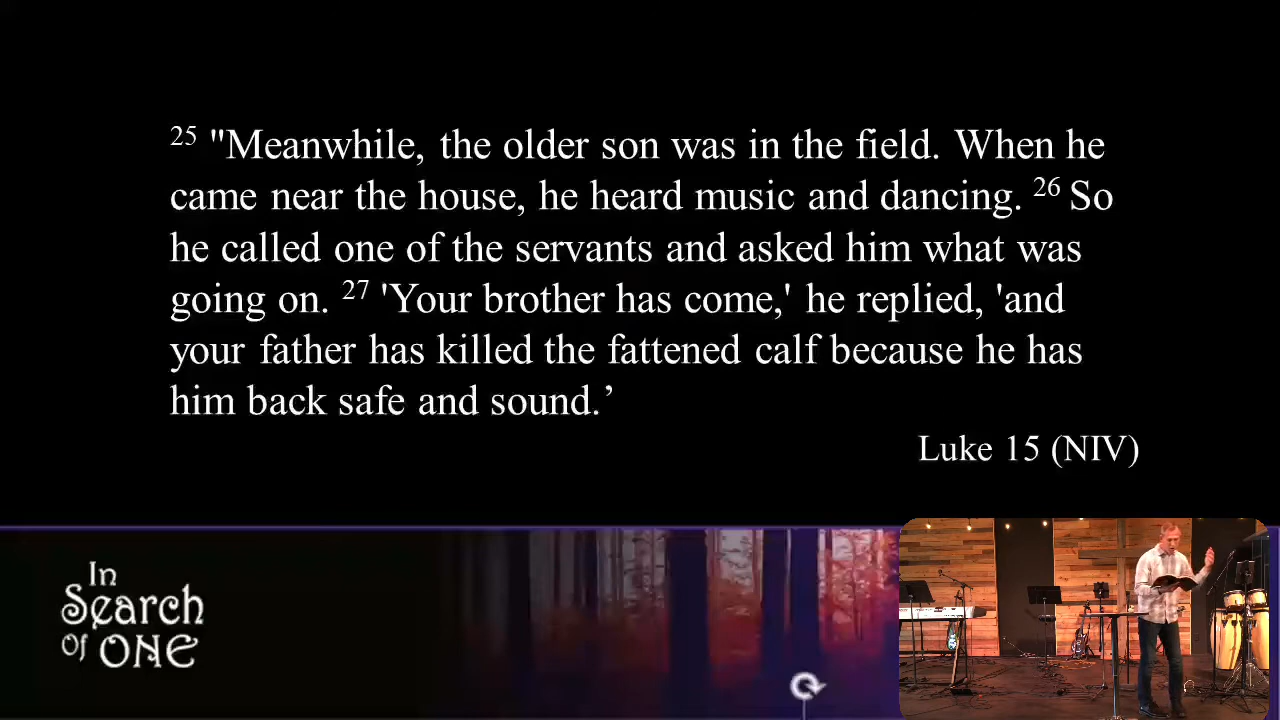 25 "Meanwhile, the older son was in the field. When he
came near the house, he heard music and dancing. 26 So
he called one of the servants and asked him what was
going on. 27 'Your brother has come,' he replied, 'and
your father has killed the fattened calf because he has
him back safe and sound.’
Luke 15 (NIV)
In
Search
Of ONE